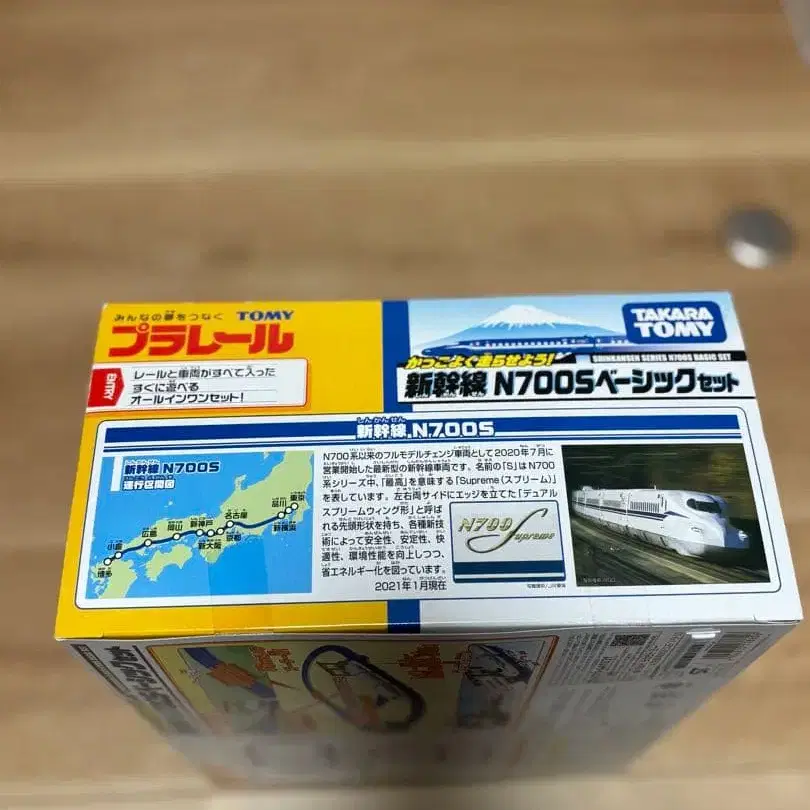 みんなの夢をつなぐ TOMY
プラレール
ENTRY
レールと車両がすべて入った
すぐに遊べる
オールインワンセット!
TAKARA
TOMY
かっこよく走らせよう!
SHINKANSEN SERIES N700S BASIC SET
新幹線 N700Sベーシックセット
しんかんせん
新幹線 N700S
新幹線 N700S
運行区間図
博多
小倉
広島
岡山
新神戸
新大阪
京都
名古屋
新横浜
品川
東京
N700系以来のフルモデルチェンジ車両として2020年7月に
営業開始した最新型の新幹線車両です。名前の「S」はN700
系シリーズ中、「最高」を意味する「Supreme(スプリーム)」
を表しています。左右両サイドにエッジを立てた「デュアル
スプリームウィング形」と呼ば
れる先頭形状を持ち、各種新技
術によって安全性、安定性、快
適性、環境性能を向上しつつ、
省エネルギー化を図っています。
2021年1月現在
N700 Supreme